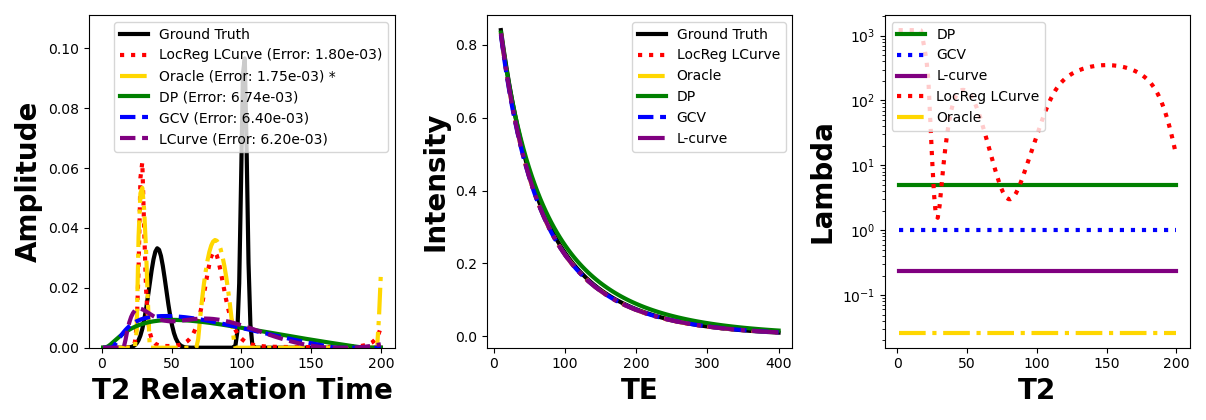 Amplitude
0.10
0.08
0.06
0.04
0.02
0.00
Ground Truth
LocReg LCurve (Error: 1.80e-03)
Oracle (Error: 1.75e-03) *
DP (Error: 6.74e-03)
GCV (Error: 6.40e-03)
LCurve (Error: 6.20e-03)
0 50 100 150 200
T2 Relaxation Time
Intensity
0.8
0.6
0.4
0.2
0.0
Ground Truth
LocReg LCurve
Oracle
DP
GCV
L-curve
0 100 200 300 400
TE
Lambda
10³
10²
10¹
10⁰
10⁻¹
DP
GCV
L-curve
LocReg LCurve
Oracle
0 50 100 150 200
T2